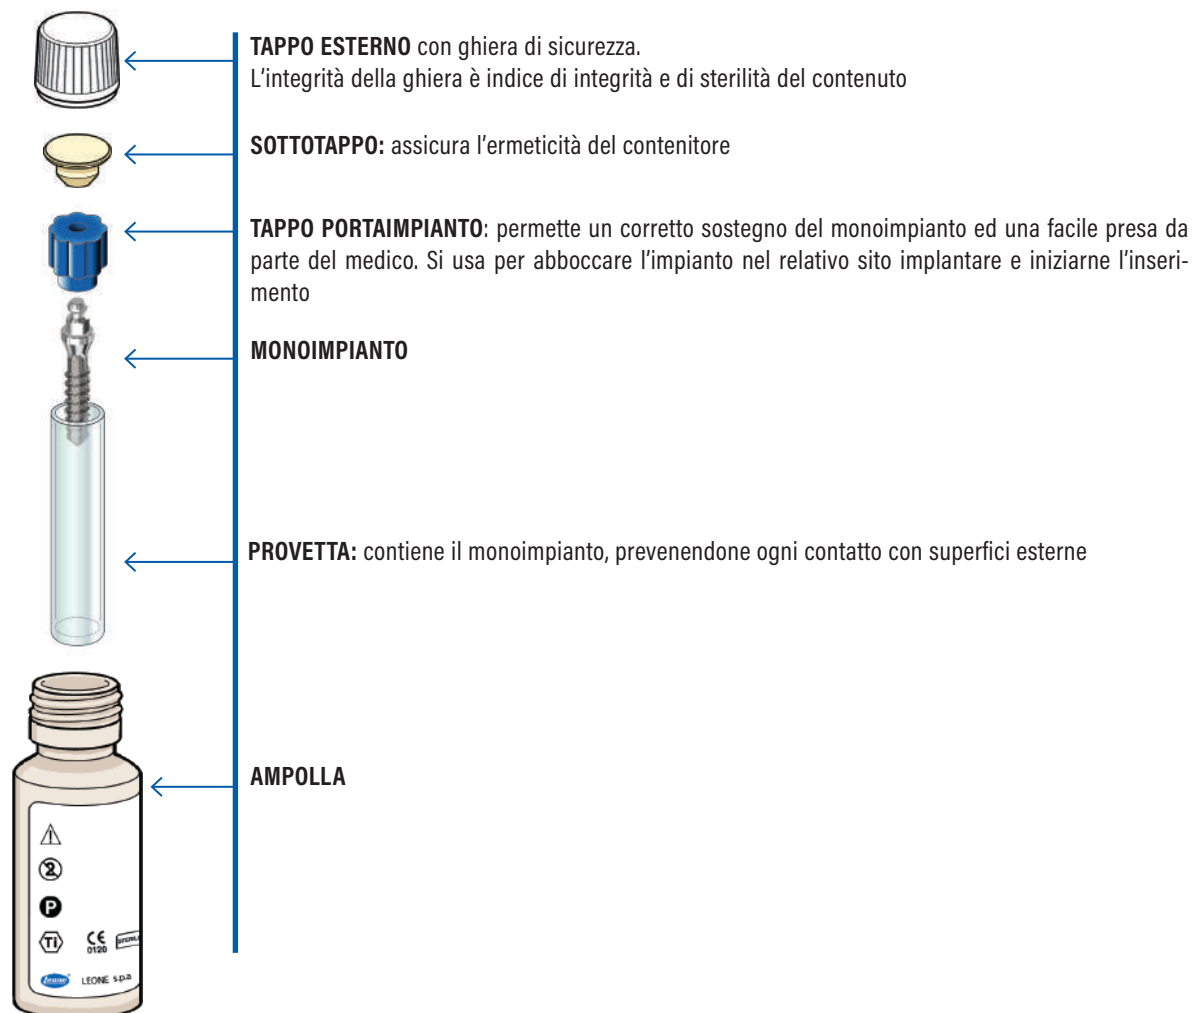 TAPPO ESTERNO con ghiera di sicurezza.
L'integrità della ghiera è indice di integrità e di sterilità del contenuto
SOTTOTAPPO: assicura l'ermeticità del contenitore
TAPPO PORTAIMPIANTO: permette un corretto sostegno del monoimpianto ed una facile presa da
parte del medico. Si usa per abboccare l'impianto nel relativo sito implantare e iniziarne l'inseri-
mento
MONOIMPIANTO
PROVETTA: contiene il monoimpianto, prevenendone ogni contatto con superfici esterne
AMPOLLA
2
P
Ti
CE
0120
leone
LEONE s.p.a